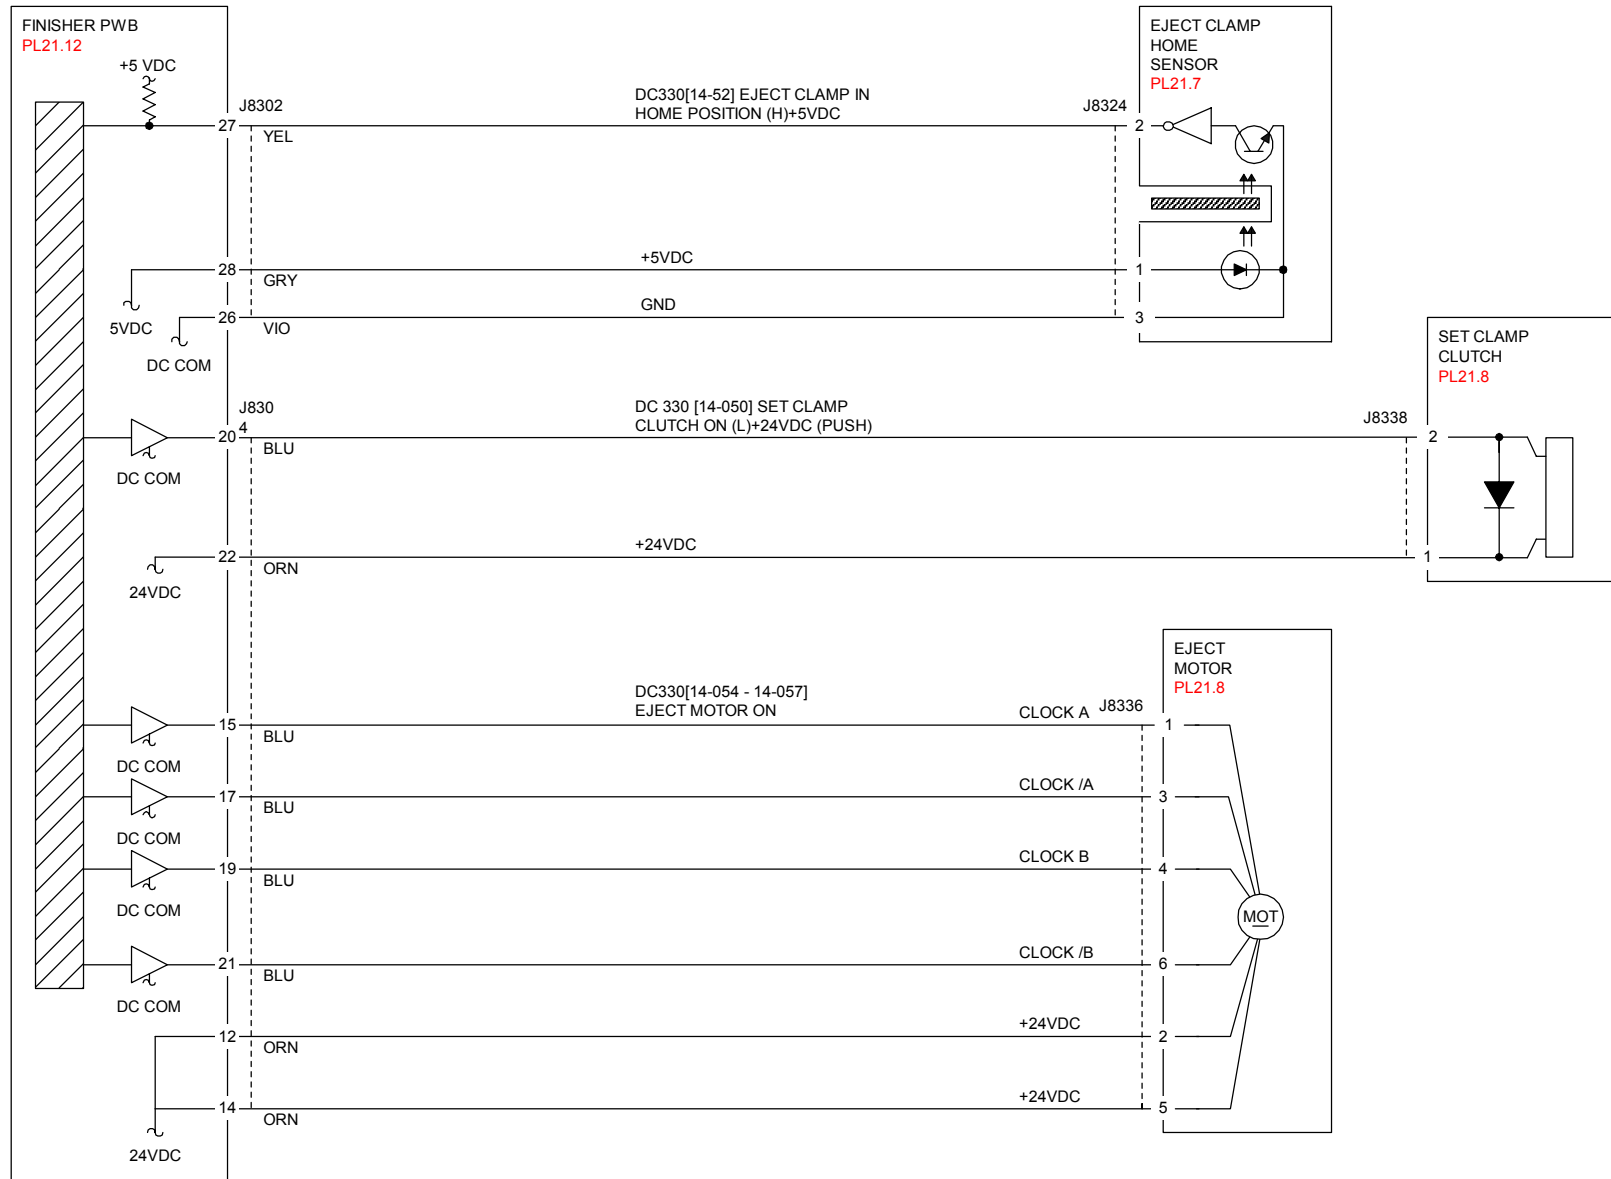 FINISHER PWB
PL21.12
+5 VDC
J8302
27
YEL
DC330[14-52] EJECT CLAMP IN
HOME POSITION (H)+5VDC
J8324
2
EJECT CLAMP
HOME
SENSOR
PL21.7
28
GRY
+5VDC
1
5VDC
26
VIO
GND
3
DC COM
SET CLAMP
CLUTCH
PL21.8
J830
4
20
BLU
DC COM
DC 330 [14-050] SET CLAMP
CLUTCH ON (L)+24VDC (PUSH)
J8338
2
22
ORN
24VDC
+24VDC
1
EJECT
MOTOR
PL21.8
DC330[14-054 - 14-057]
EJECT MOTOR ON
15
BLU
DC COM
CLOCK A
J8336
1
17
BLU
DC COM
CLOCK /A
3
19
BLU
DC COM
CLOCK B
4
MOT
21
BLU
DC COM
CLOCK /B
6
12
ORN
+24VDC
2
14
ORN
+24VDC
5
24VDC